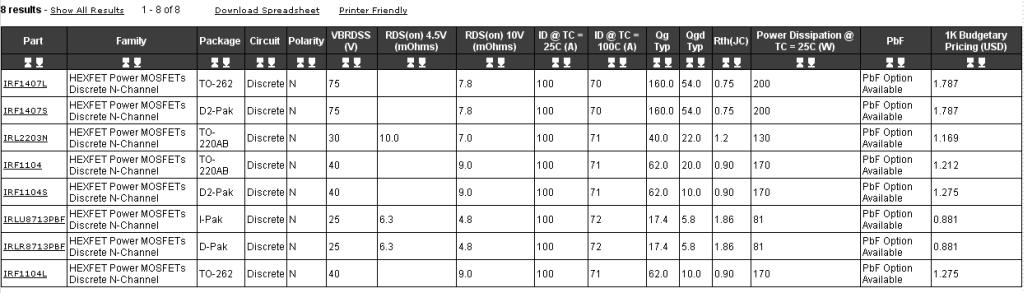 8 results - Show All Results 1 - 8 of 8 Download Spreadsheet Printer Friendly
Part Family Package Circuit Polarity VBRDSS (V) RDS(on) 4.5V (mOhms) RDS(on) 10V (mOhms) ID @ TC = 25C (A) ID @ TC = 100C (A) Qg Typ Qgd Typ Rth(JC) Power Dissipation @ TC = 25C (W) PbF 1K Budgetary Pricing (USD)
IRF1407L HEXFET Power MOSFETs Discrete N-Channel TO-262 Discrete N 75 7.8 100 70 160.0 54.0 0.75 200 PbF Option Available 1.787
IRF1407S HEXFET Power MOSFETs Discrete N-Channel D2-Pak Discrete N 75 7.8 100 70 160.0 54.0 0.75 200 PbF Option Available 1.787
IRL2203N HEXFET Power MOSFETs Discrete N-Channel TO-220AB Discrete N 30 10.0 7.0 100 71 40.0 22.0 1.2 130 PbF Option Available 1.169
IRF1104 HEXFET Power MOSFETs Discrete N-Channel TO-220AB Discrete N 40 9.0 100 71 62.0 20.0 0.90 170 PbF Option Available 1.212
IRF1104S HEXFET Power MOSFETs Discrete N-Channel D2-Pak Discrete N 40 9.0 100 71 62.0 10.0 0.90 170 PbF Option Available 1.275
IRLU8713PBF HEXFET Power MOSFETs Discrete N-Channel I-Pak Discrete N 25 6.3 4.8 100 72 17.4 5.8 1.86 81 PbF Option Available 0.881
IRLR8713PBF HEXFET Power MOSFETs Discrete N-Channel D-Pak Discrete N 25 6.3 4.8 100 72 17.4 5.8 1.86 81 PbF Option Available 0.881
IRF1104L HEXFET Power MOSFETs Discrete N-Channel TO-262 Discrete N 40 9.0 100 71 62.0 10.0 0.90 170 PbF Option Available 1.275